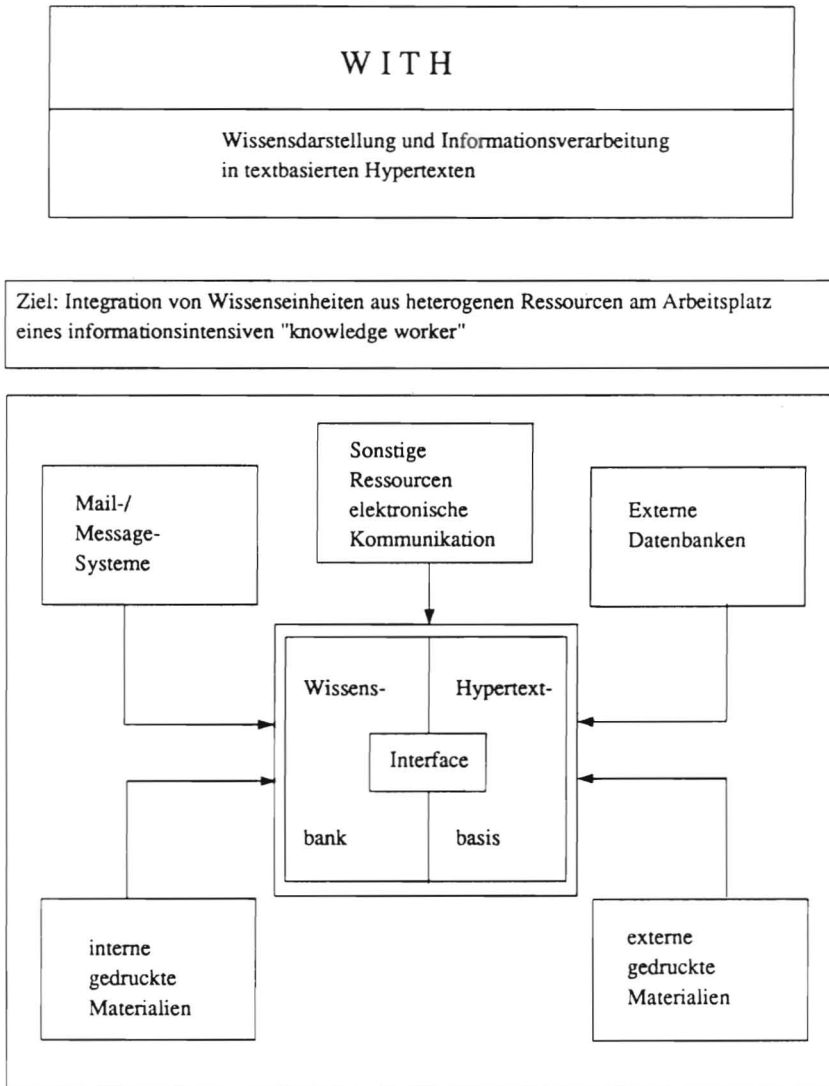 WITH
Wissensdarstellung und Informationsverarbeitung
in textbasierten Hypertexten
Ziel: Integration von Wissenseinheiten aus heterogenen Ressourcen am Arbeitsplatz
eines informationsintensiven "knowledge worker"
Mail-/
Message-
Systeme
Sonstige
Ressourcen
elektronische
Kommunikation
Externe
Datenbanken
Wissens-
Hypertext-
Interface
bank
basis
interne
gedruckte
Materialien
externe
gedruckte
Materialien